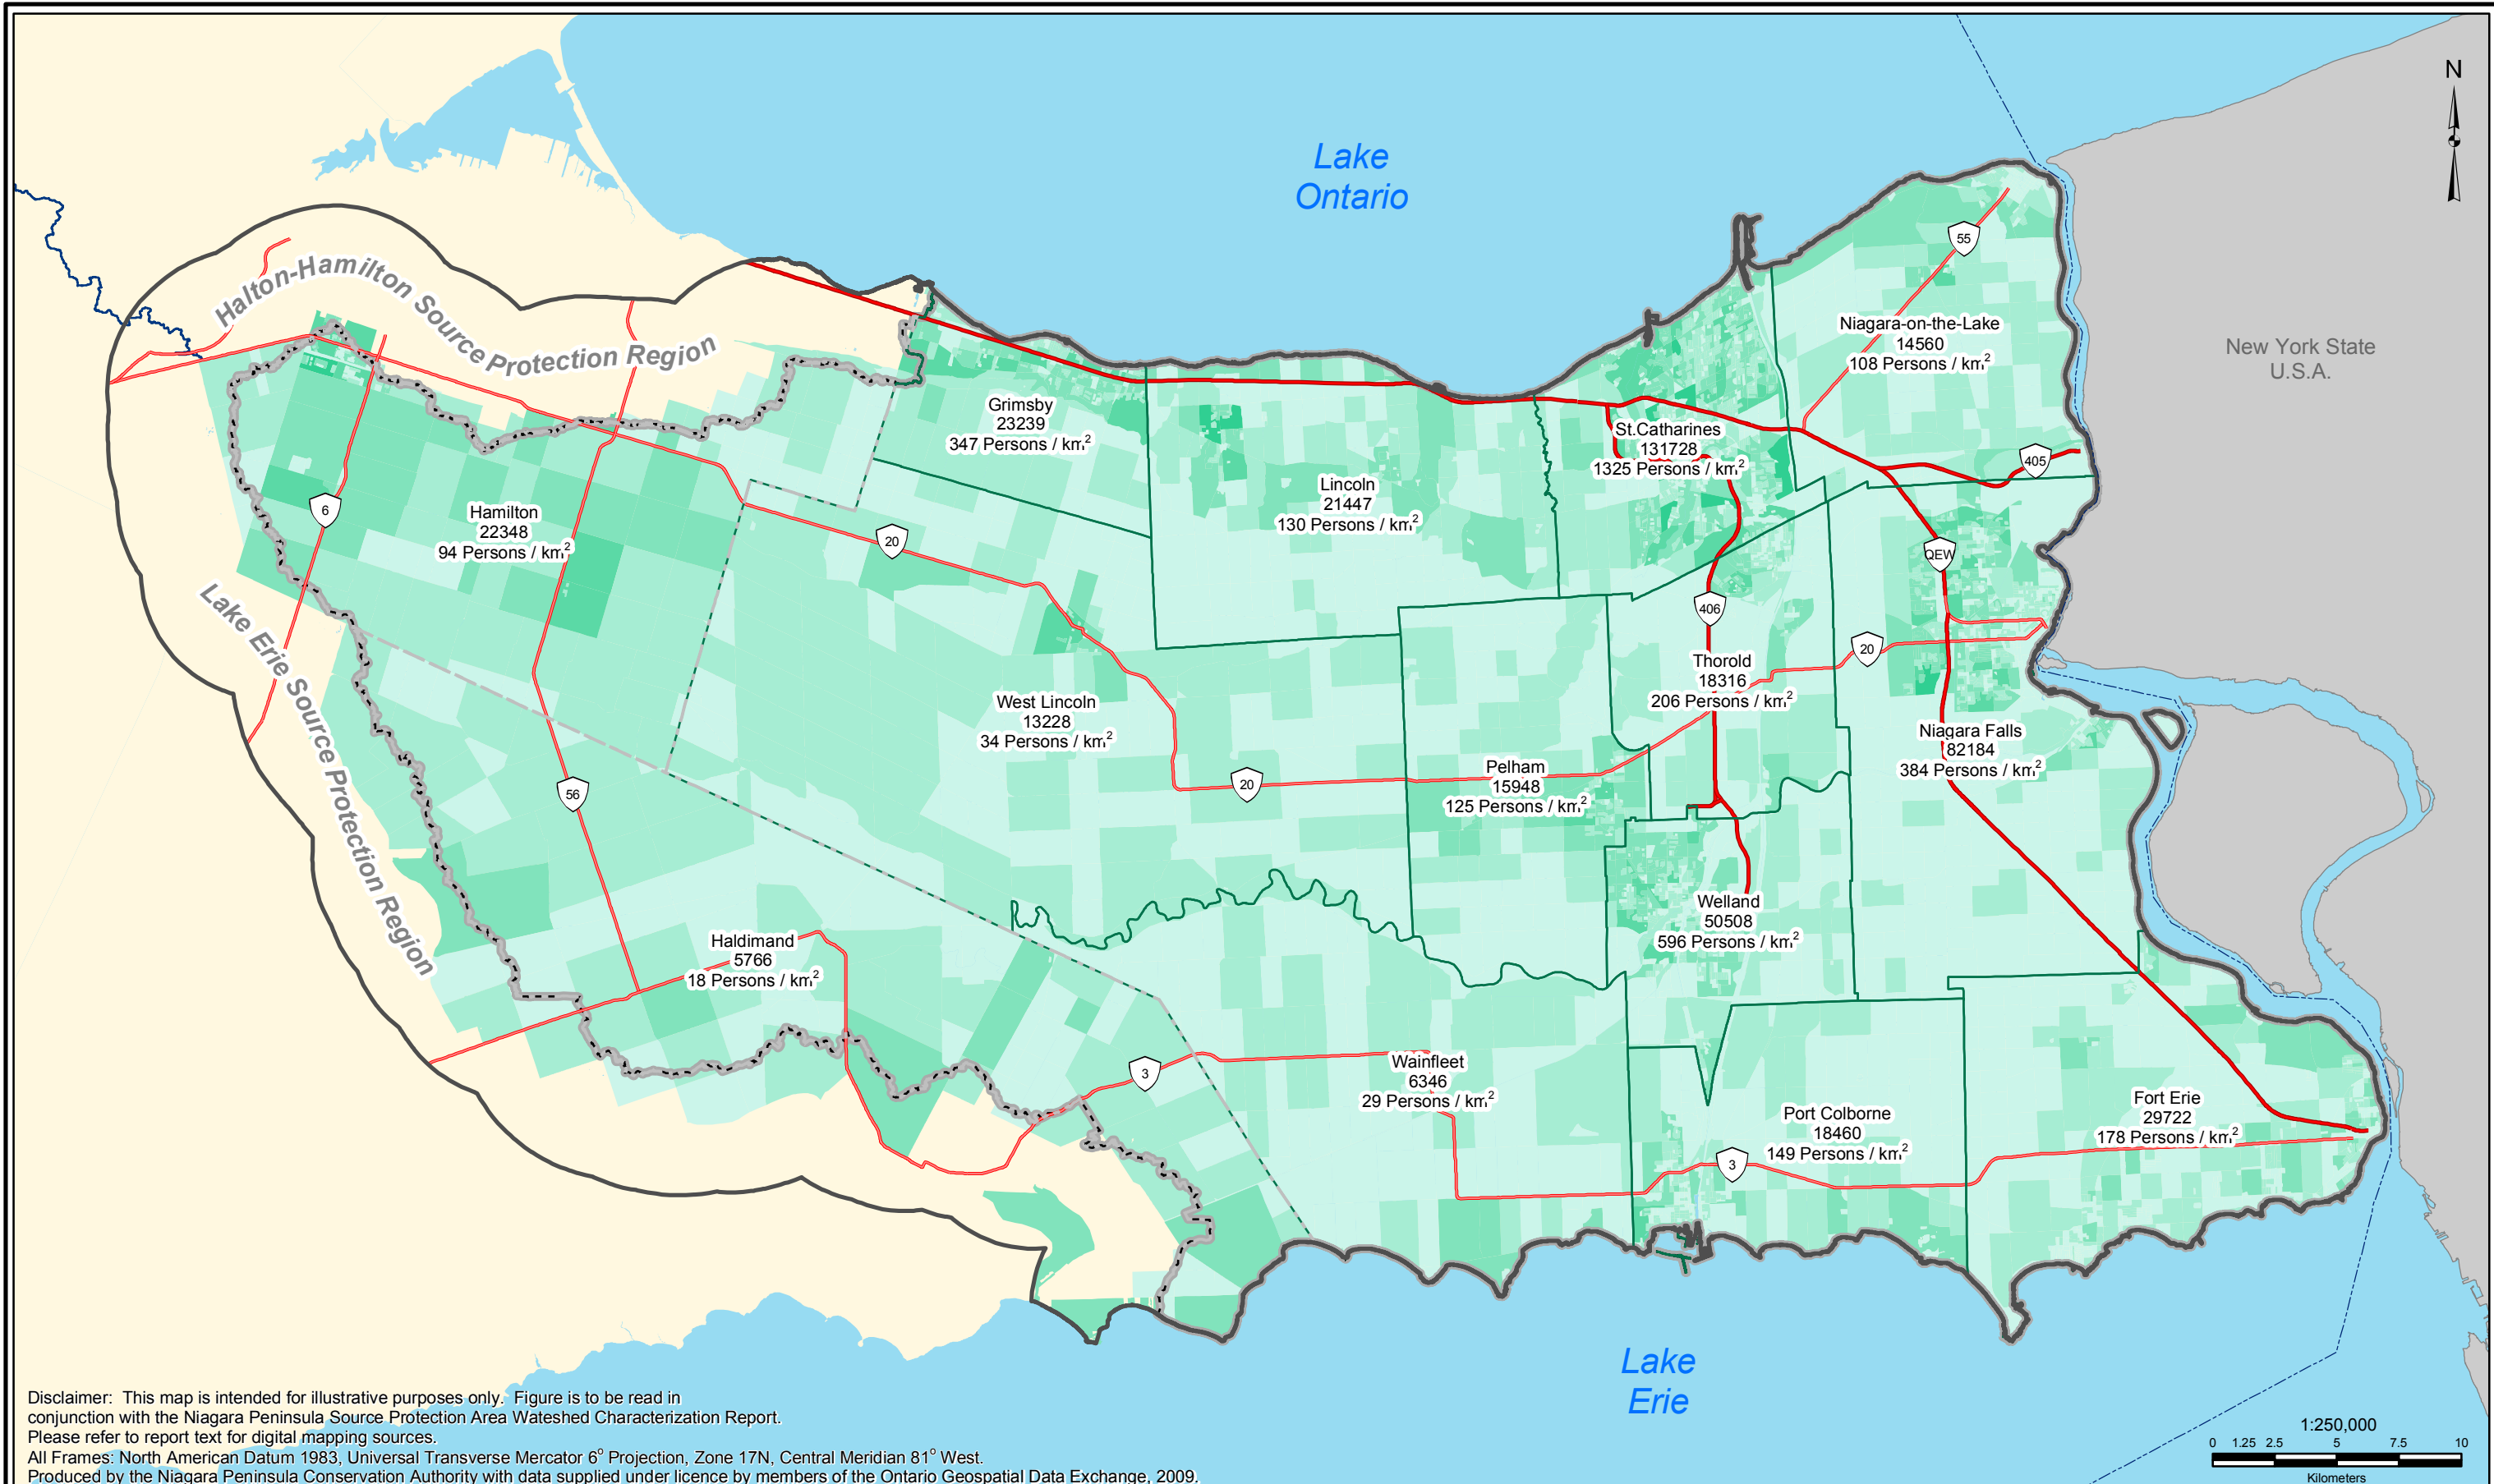 N
Lake
Ontario
55
Halton-Hamilton Source Protection Region
Niagara-on-the-Lake
14560
108 Persons / km²
New York State
U.S.A.
Grimsby
23239
347 Persons / km²
St.Catharines
131728
1325 Persons / km²
405
Lincoln
21447
130 Persons / km²
6
Hamilton
22348
94 Persons / km²
20
QEW
406
Lake Erie Source Protection Region
20
Thorold
18316
206 Persons / km²
West Lincoln
13228
34 Persons / km²
Niagara Falls
82184
384 Persons / km²
56
20
Pelham
15948
125 Persons / km²
Welland
50508
596 Persons / km²
Haldimand
5766
18 Persons / km²
3
Wainfleet
6346
29 Persons / km²
Port Colborne
18460
149 Persons / km²
Fort Erie
29722
178 Persons / km²
3
Lake
Erie
Disclaimer: This map is intended for illustrative purposes only. Figure is to be read in
conjunction with the Niagara Peninsula Source Protection Area Wateshed Characterization Report.
Please refer to report text for digital mapping sources.
All Frames: North American Datum 1983, Universal Transverse Mercator 6° Projection, Zone 17N, Central Meridian 81° West.
Produced by the Niagara Peninsula Conservation Authority with data supplied under licence by members of the Ontario Geospatial Data Exchange, 2009.
1:250,000
0 1.25 2.5 5 7.5 10
Kilometers